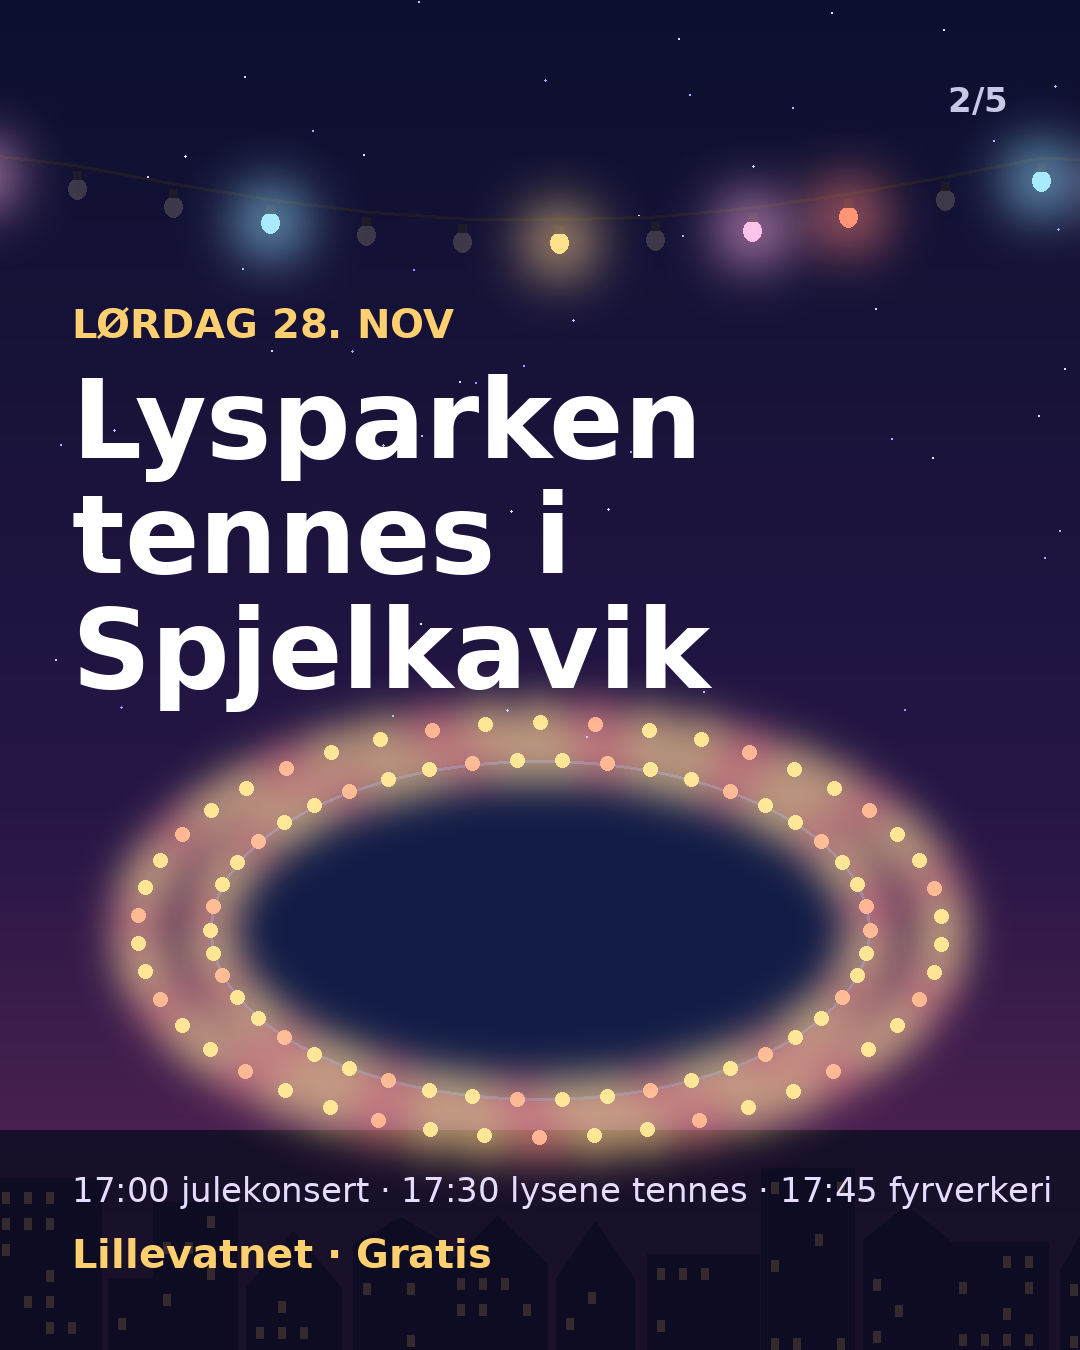 2/5
LØRDAG 28. NOV
Lysparken
tennes i
Spjelkavik
17:00 julekonsert · 17:30 lysene tennes · 17:45 fyrverkeri
Lillevatnet · Gratis